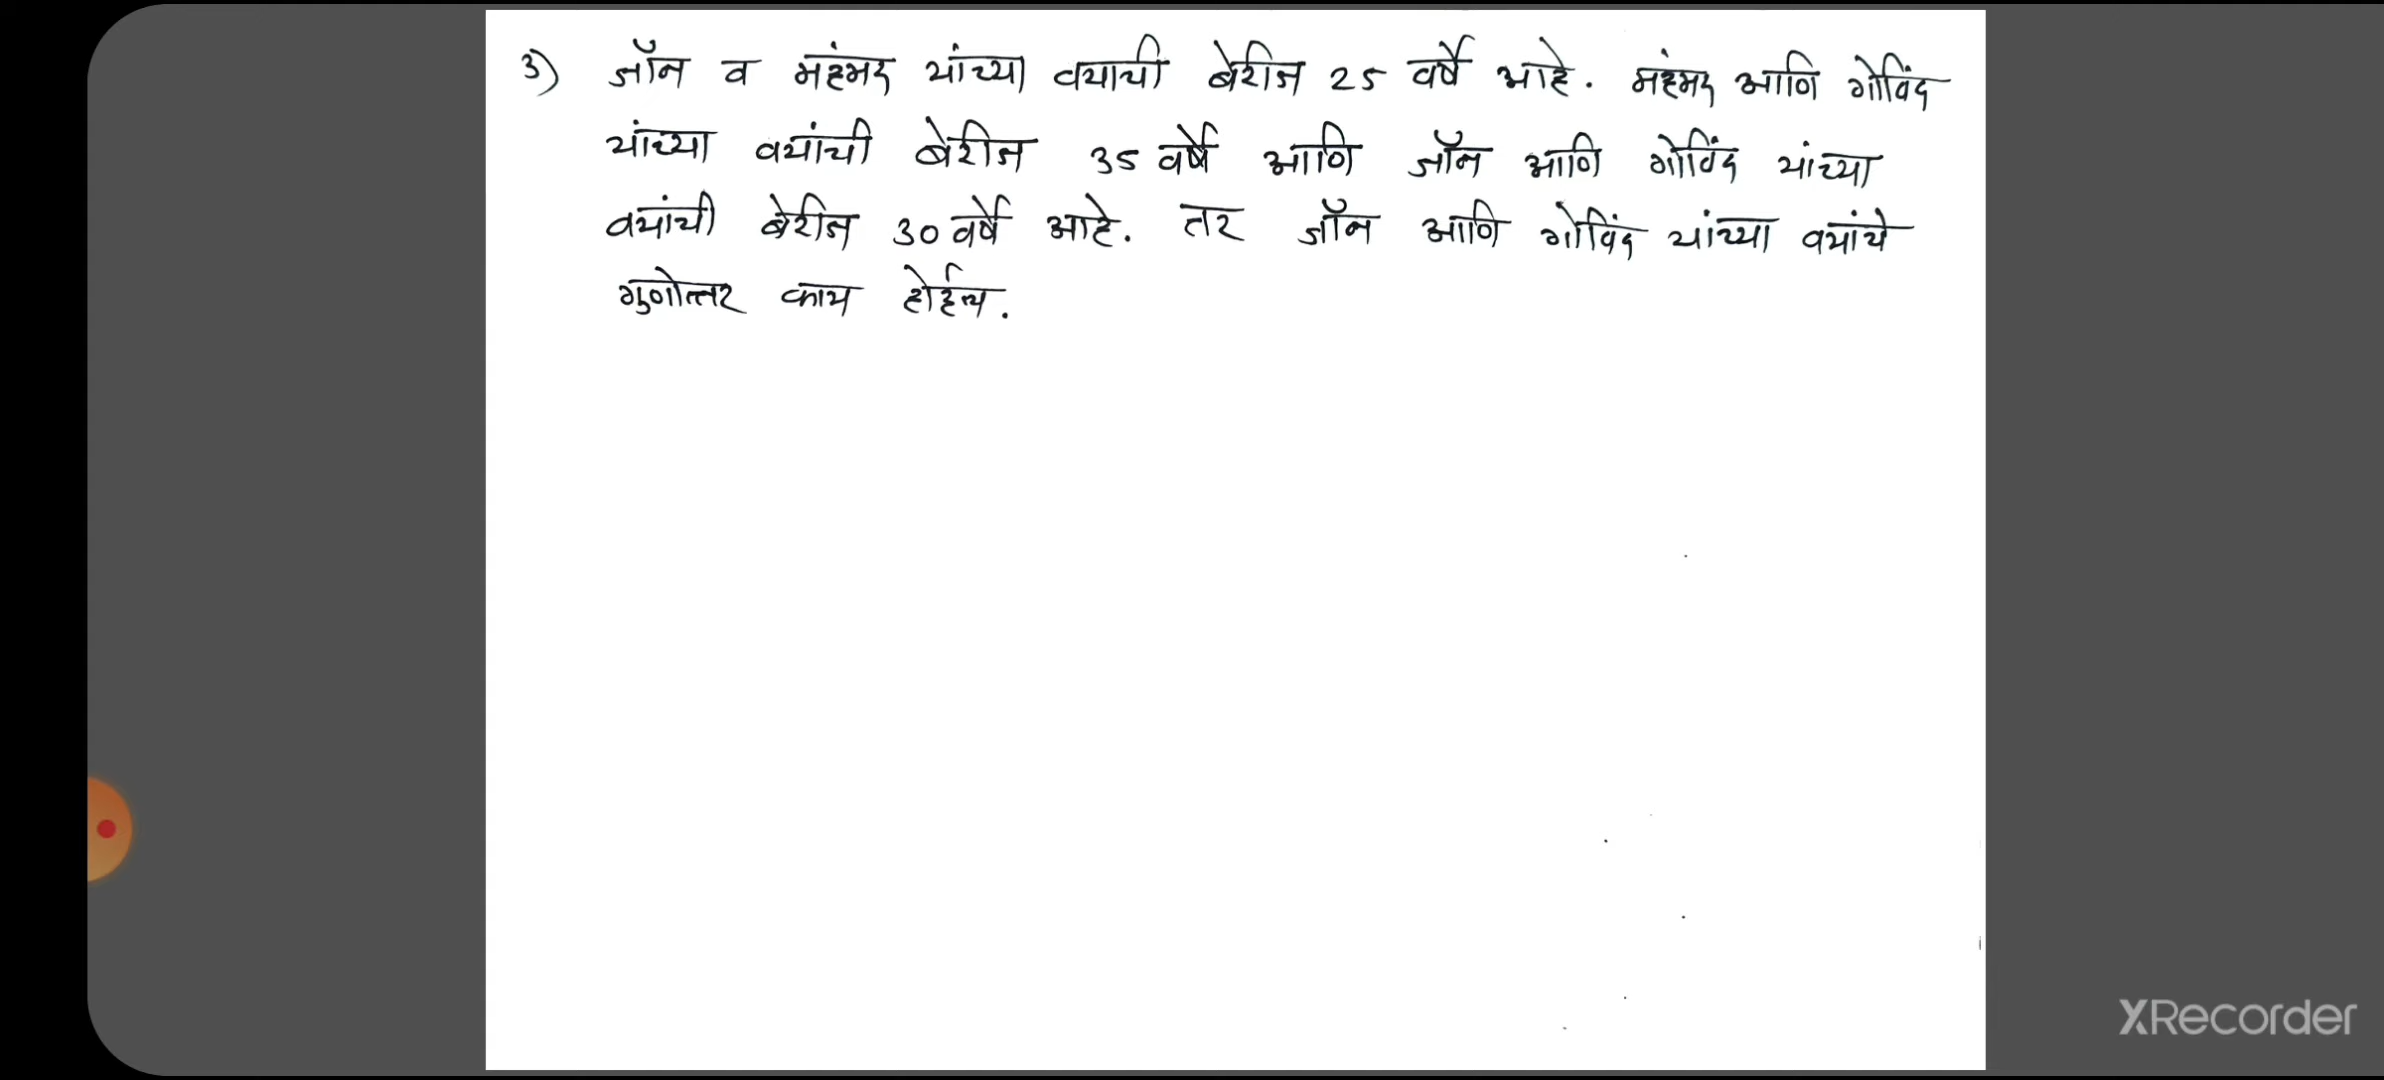 3) जॉन व महंमद यांच्या वयाची बेरीज 25 वर्षे आहे. महंमद आणि गोविंद
यांच्या वयांची बेरीज 35 वर्षे आणि जॉन आणि गोविंद यांच्या
वयांची बेरीज 30 वर्षे आहे. तर जॉन आणि गोविंद यांच्या वयांचे
गुणोत्तर काय होईल.
XRecorder